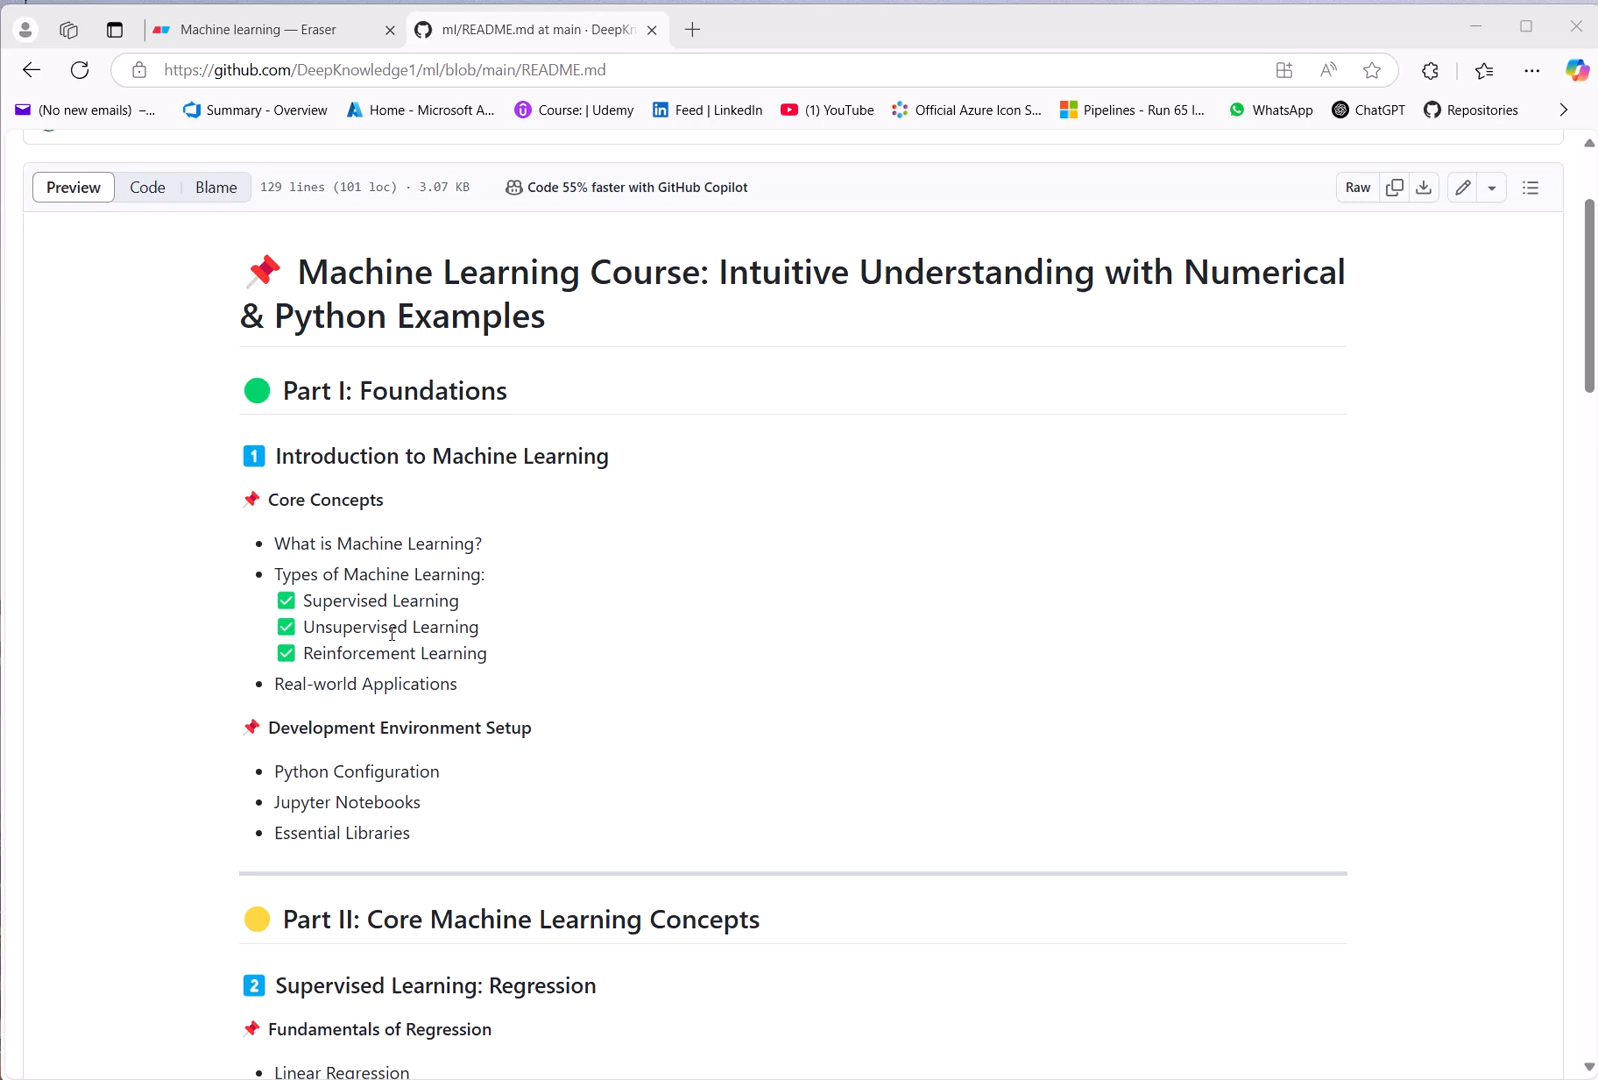 Machine learning — Eraser
ml/README.md at main · DeepKn
https://github.com/DeepKnowledge1/ml/blob/main/README.md
(No new emails) –...
Summary - Overview
Home - Microsoft A...
Course: | Udemy
Feed | LinkedIn
(1) YouTube
Official Azure Icon S...
Pipelines - Run 65 I...
WhatsApp
ChatGPT
Repositories
Preview
Code
Blame
129 lines (101 loc) · 3.07 KB
Code 55% faster with GitHub Copilot
Raw
📌 Machine Learning Course: Intuitive Understanding with Numerical
& Python Examples
🟢 Part I: Foundations
1️⃣ Introduction to Machine Learning
📌 Core Concepts
• What is Machine Learning?
• Types of Machine Learning:
✅ Supervised Learning
✅ Unsupervised Learning
✅ Reinforcement Learning
• Real-world Applications
📌 Development Environment Setup
• Python Configuration
• Jupyter Notebooks
• Essential Libraries
🟡 Part II: Core Machine Learning Concepts
2️⃣ Supervised Learning: Regression
📌 Fundamentals of Regression
• Linear Regression